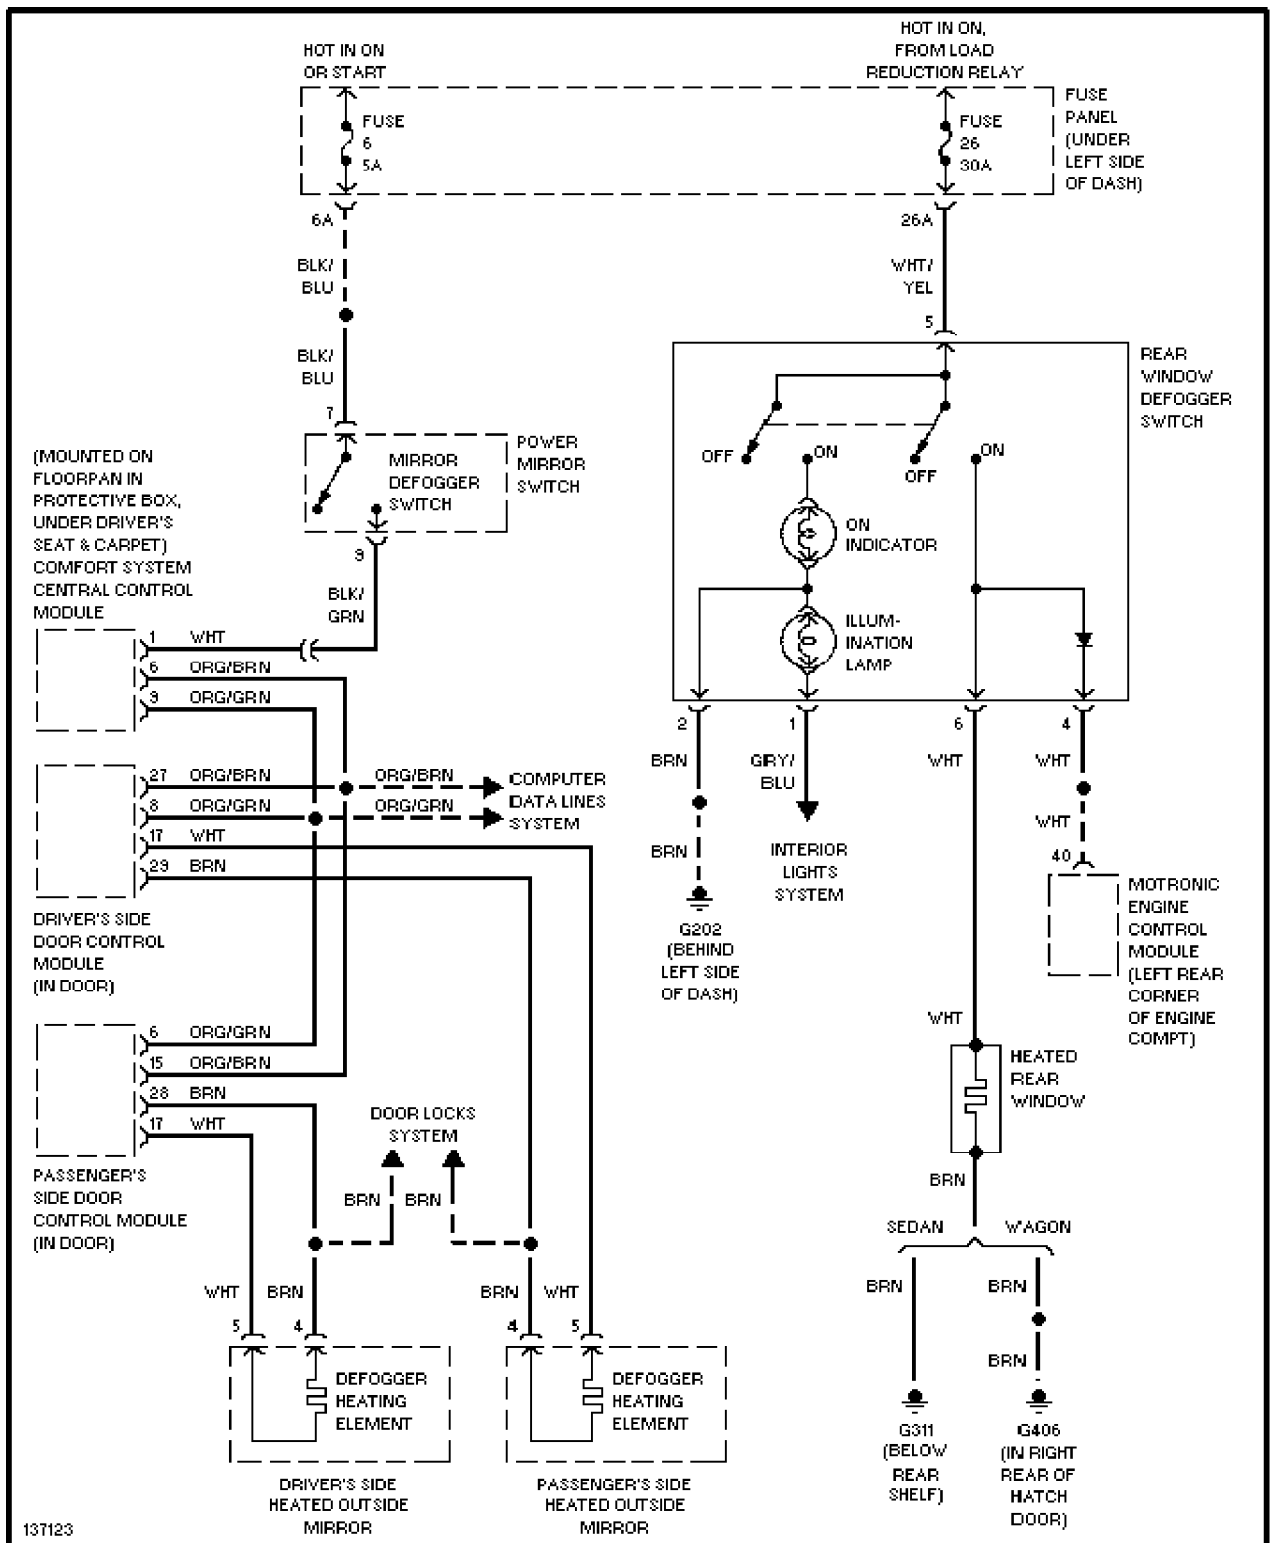 HOT IN ON
OR START
HOT IN ON,
FROM LOAD
REDUCTION RELAY
FUSE
6
5A
FUSE
26
30A
FUSE
PANEL
(UNDER
LEFT SIDE
OF DASH)
6A
26A
BLK/
BLU
WHT/
YEL
5
BLK/
BLU
7
REAR
WINDOW
DEFOGGER
SWITCH
OFF
ON
OFF
ON
ON
INDICATOR
ILLUM-
INATION
LAMP
POWER
MIRROR
SWITCH
MIRROR
DEFOGGER
SWITCH
9
BLK/
GRN
(MOUNTED ON
FLOORPAN IN
PROTECTIVE BOX,
UNDER DRIVER'S
SEAT & CARPET)
COMFORT SYSTEM
CENTRAL CONTROL
MODULE
1 WHT
6 ORG/BRN
9 ORG/GRN
27 ORG/BRN
ORG/BRN
8 ORG/GRN
ORG/GRN
17 WHT
29 BRN
COMPUTER
DATA LINES
SYSTEM
DRIVER'S SIDE
DOOR CONTROL
MODULE
(IN DOOR)
2
1
6
4
BRN
GRY/
BLU
WHT
WHT
BRN
WHT
INTERIOR
LIGHTS
SYSTEM
40
G202
(BEHIND
LEFT SIDE
OF DASH)
MOTRONIC
ENGINE
CONTROL
MODULE
(LEFT REAR
CORNER
OF ENGINE
COMPT)
6 ORG/GRN
15 ORG/BRN
28 BRN
17 WHT
PASSENGER'S
SIDE DOOR
CONTROL MODULE
(IN DOOR)
DOOR LOCKS
SYSTEM
BRN
BRN
WHT
HEATED
REAR
WINDOW
BRN
SEDAN
WAGON
BRN
BRN
BRN
G311
(BELOW
REAR
SHELF)
G406
(IN RIGHT
REAR OF
HATCH
DOOR)
WHT
BRN
BRN
WHT
5
4
4
5
DEFOGGER
HEATING
ELEMENT
DEFOGGER
HEATING
ELEMENT
DRIVER'S SIDE
HEATED OUTSIDE
MIRROR
PASSENGER'S SIDE
HEATED OUTSIDE
MIRROR
137123